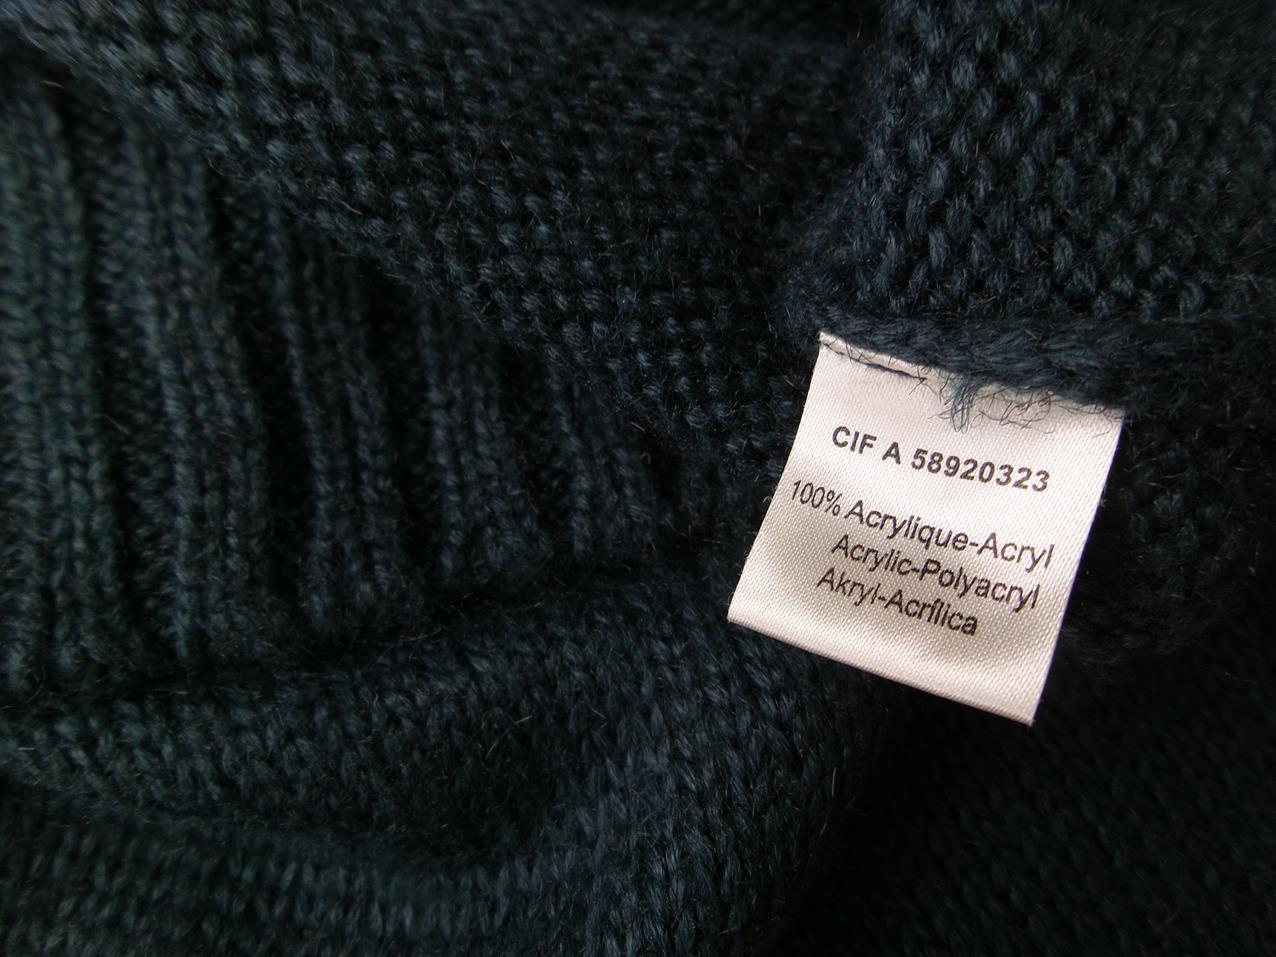 CIF A 58920323
100% Acrylique-Acryl
Acrylic-Polyacryl
Akryl-Acrílica